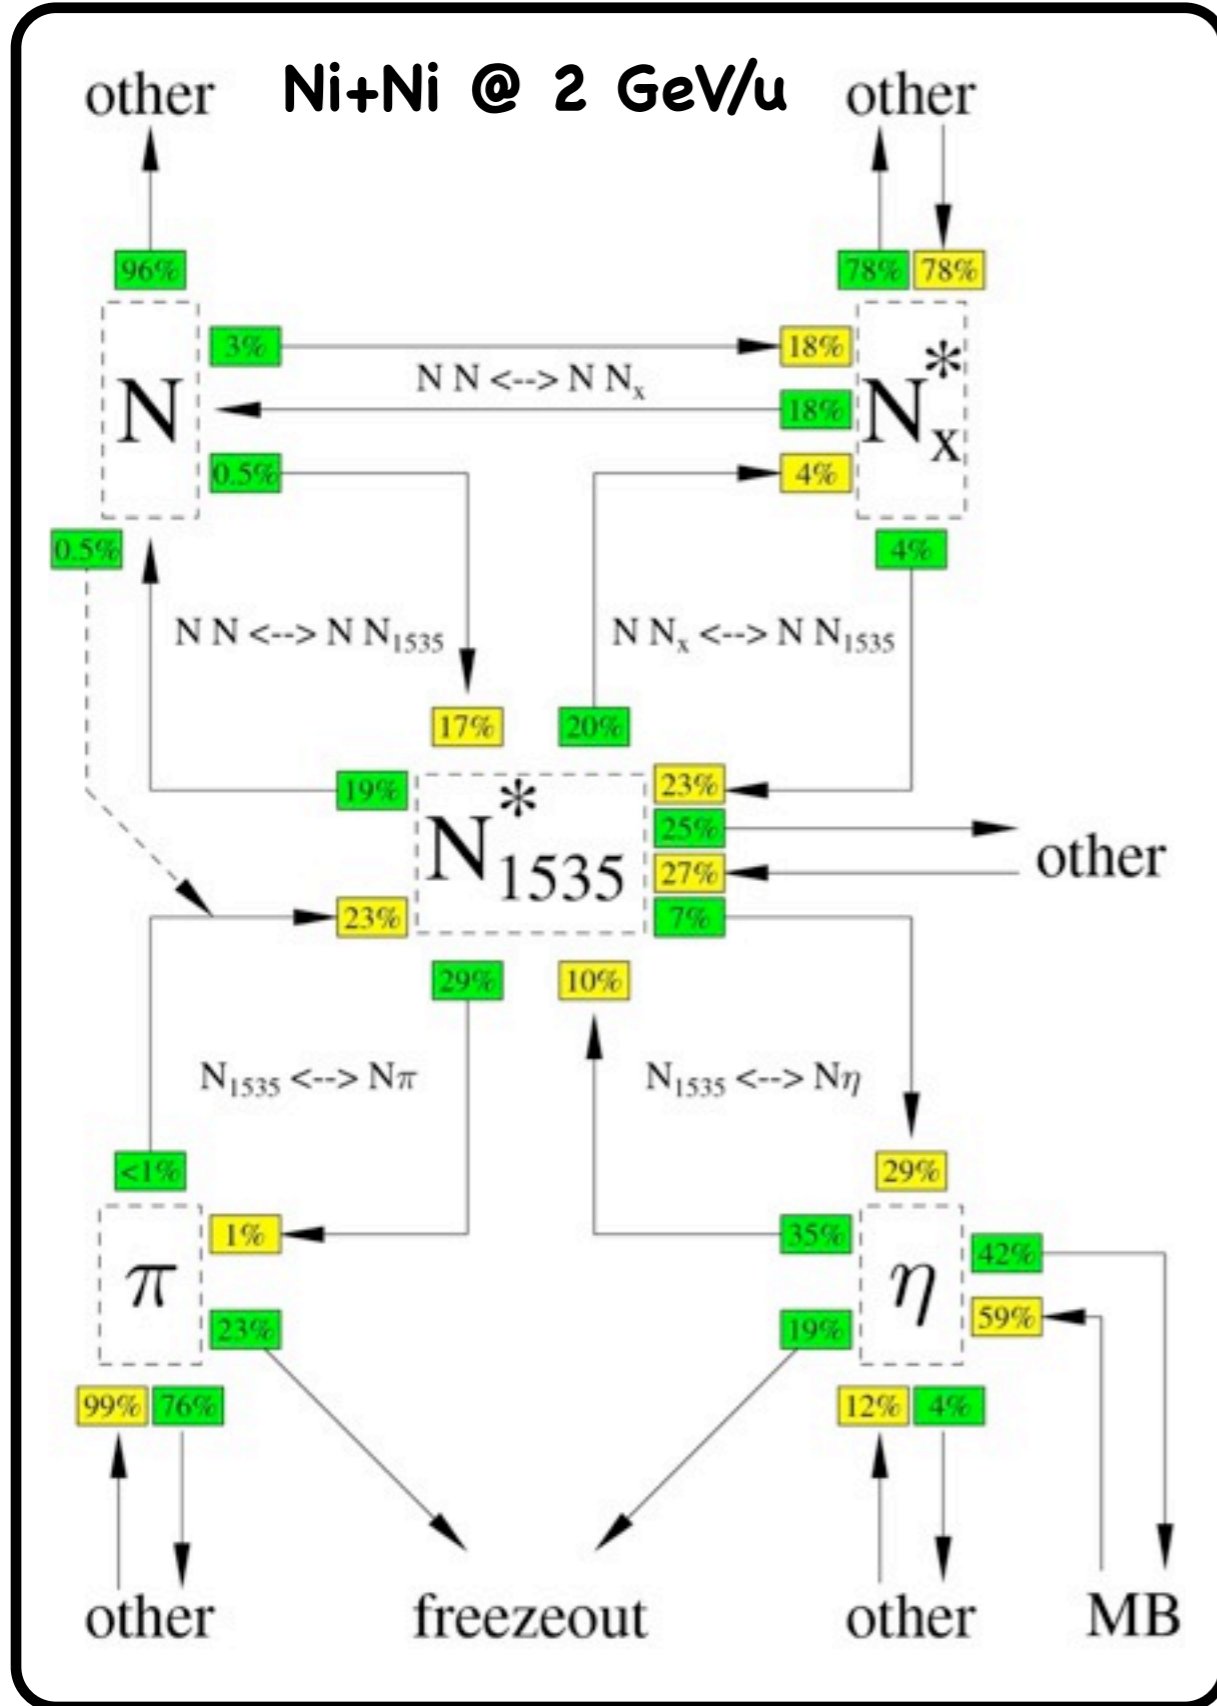 Ni+Ni @ 2 GeV/u
other other
96% 78% 78%
3% 18%
N N <--> N Nx
N 18% N*x
0.5% 4%
0.5% 4%
N N <--> N N1535 N Nx <--> N N1535
17% 20%
19% N*1535 23%
25%
other
27%
23% 7%
29% 10%
N1535 <--> Nπ N1535 <--> Nη
<1% 29%
1% 35% 42%
π η
23% 19% 59%
99% 76% 12% 4%
other freezeout other MB